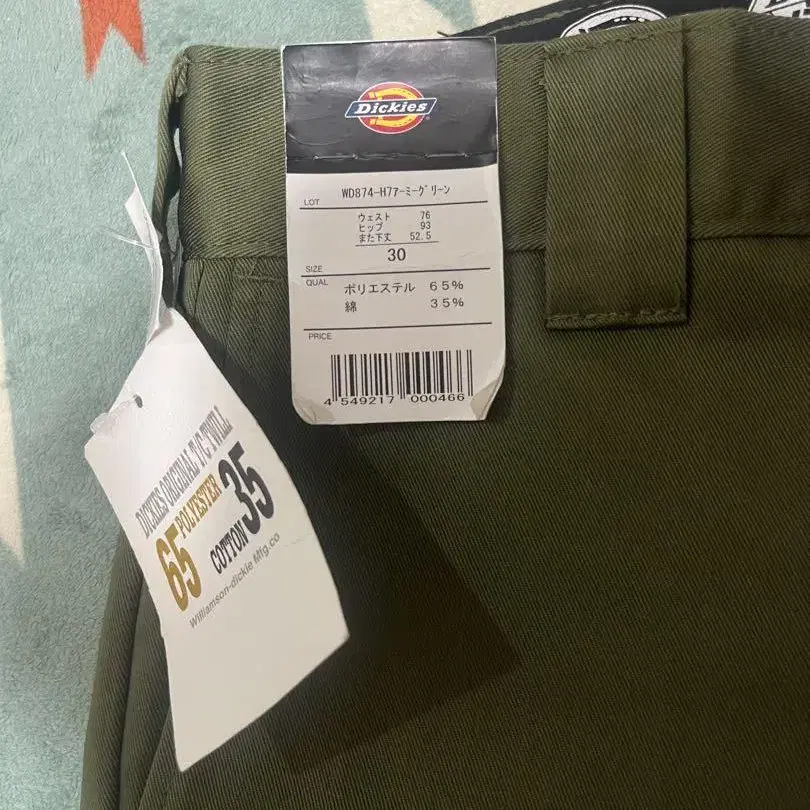 Dickies
LOT WD874-H7ｱｰﾐｰｸﾞﾘｰﾝ
ウェスト 76
ヒップ 93
また下丈 52.5
SIZE 30
QUAL ポリエステル 65%
綿 35%
PRICE
4 549217 000466
DICKIES ORIGINAL T/C TWILL
65 POLYESTER
COTTON 35
Williamson-dickie Mfg.co